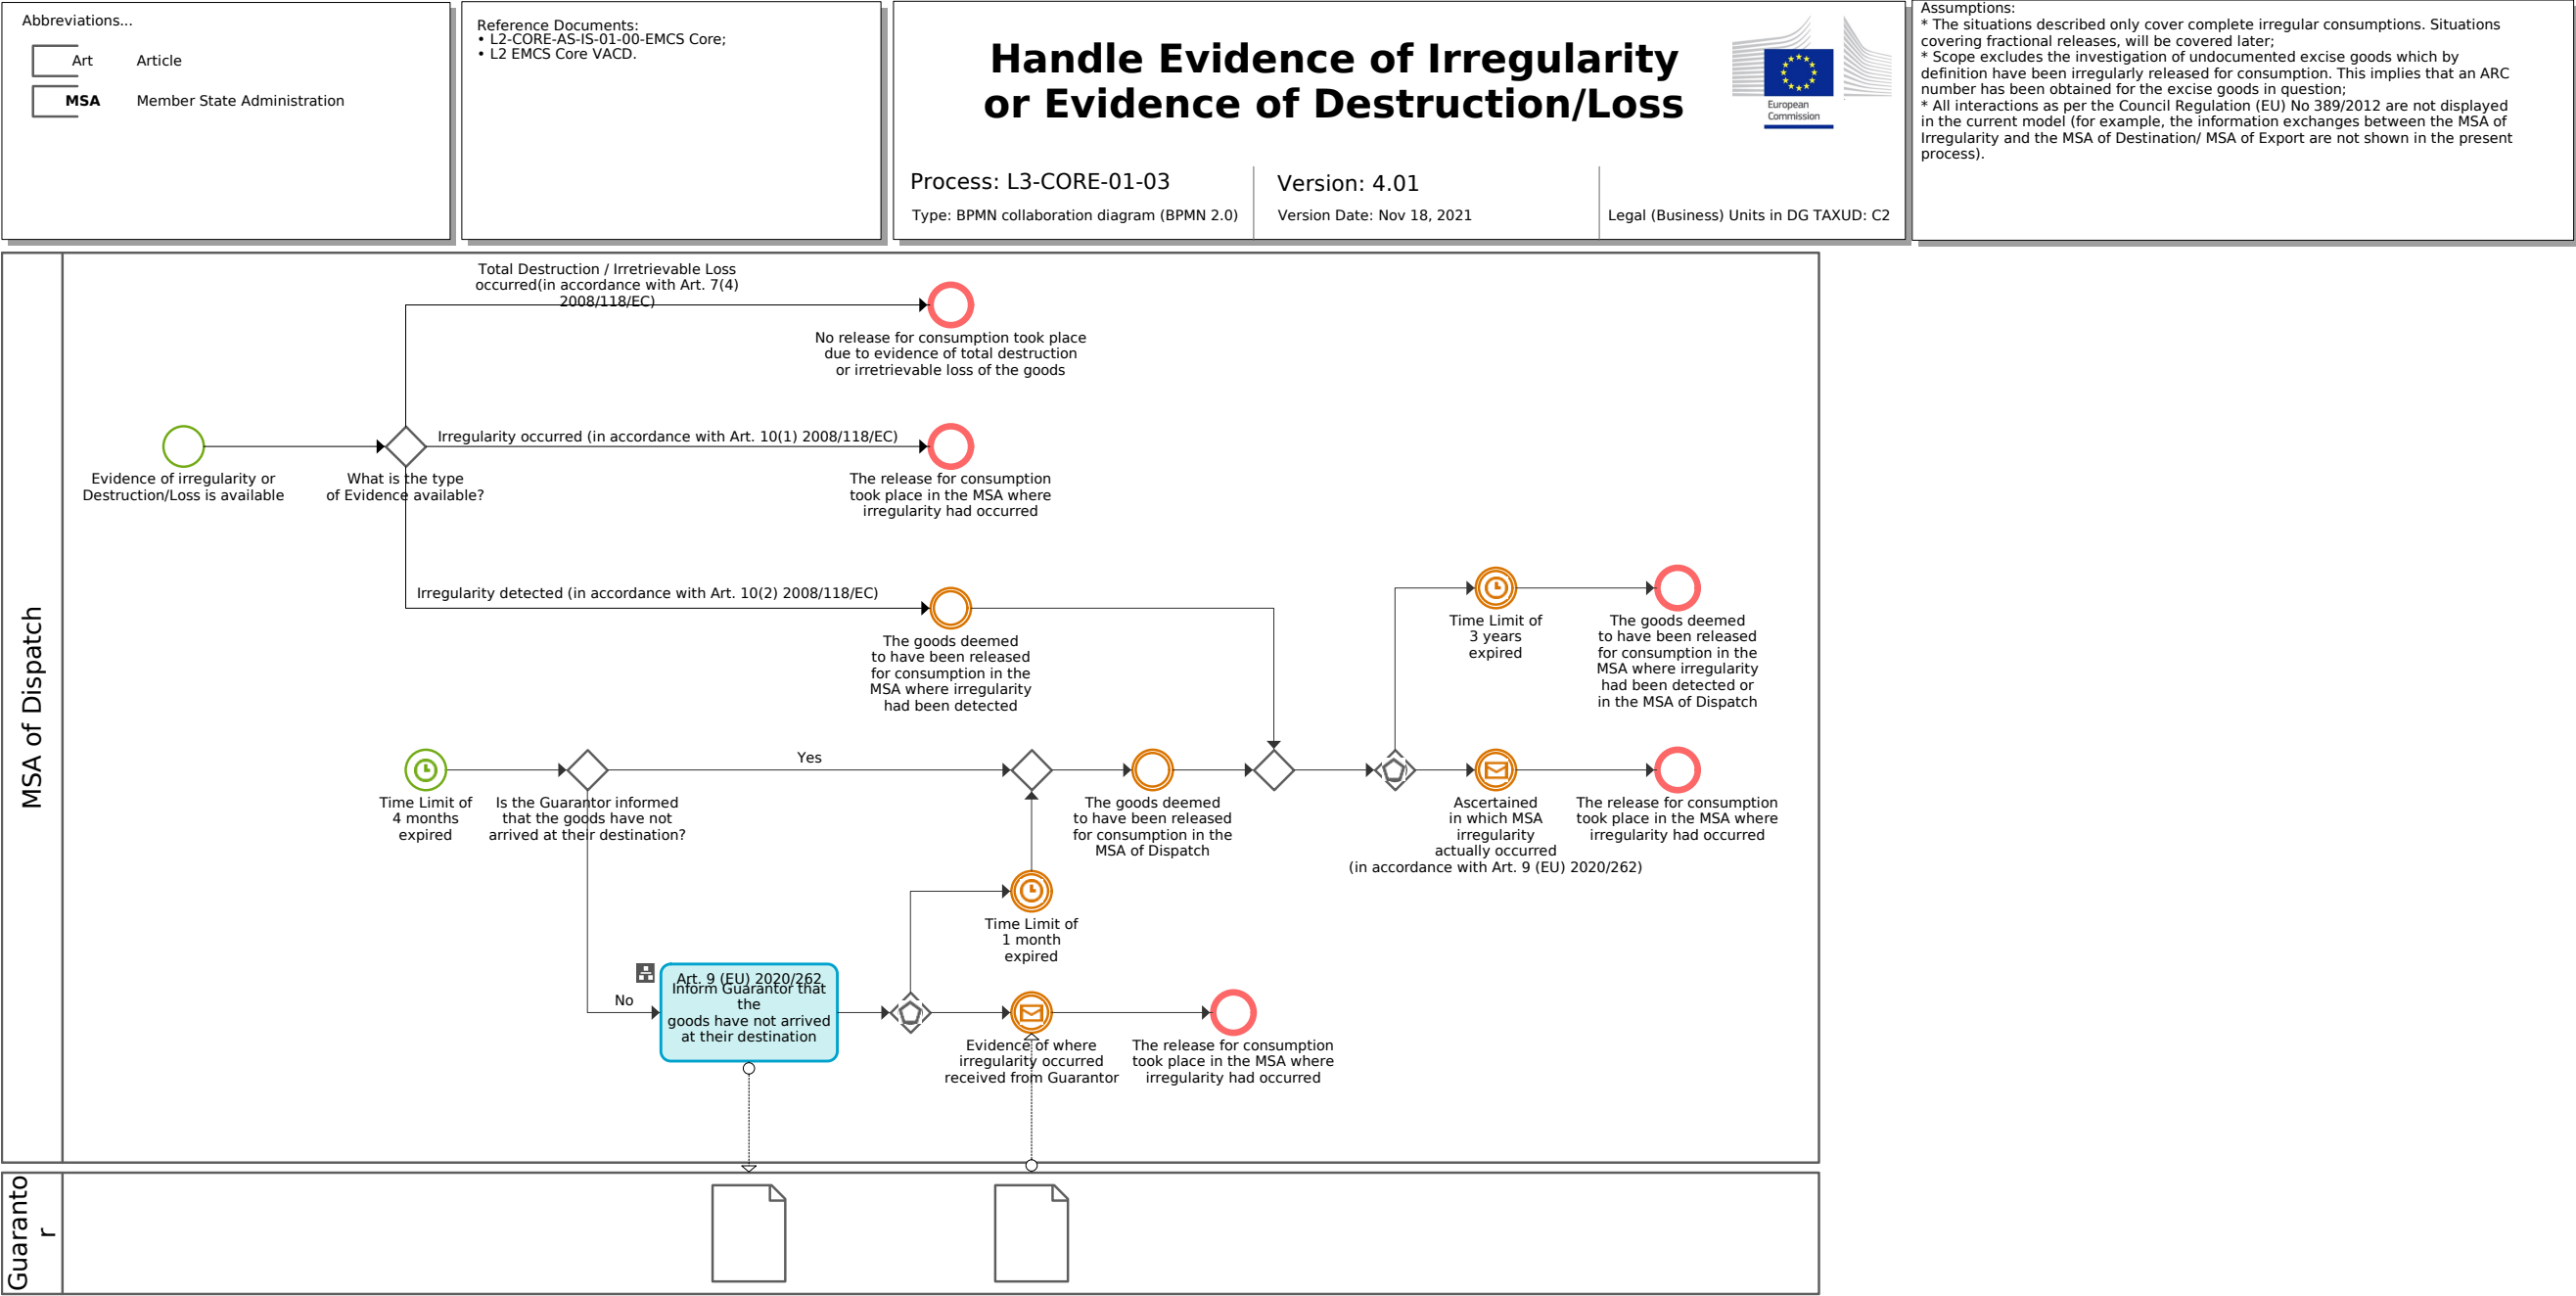 Abbreviations...
Art
Article
MSA
Member State Administration
Reference Documents:
• L2-CORE-AS-IS-01-00-EMCS Core;
• L2 EMCS Core VACD.
Handle Evidence of Irregularity
or Evidence of Destruction/Loss
European
Commission
Process: L3-CORE-01-03
Version: 4.01
Type: BPMN collaboration diagram (BPMN 2.0)
Version Date: Nov 18, 2021
Legal (Business) Units in DG TAXUD: C2
Assumptions:
* The situations described only cover complete irregular consumptions. Situations
covering fractional releases, will be covered later;
* Scope excludes the investigation of undocumented excise goods which by
definition have been irregularly released for consumption. This implies that an ARC
number has been obtained for the excise goods in question;
* All interactions as per the Council Regulation (EU) No 389/2012 are not displayed
in the current model (for example, the information exchanges between the MSA of
Irregularity and the MSA of Destination/ MSA of Export are not shown in the present
process).
MSA of Dispatch
Total Destruction / Irretrievable Loss
occurred(in accordance with Art. 7(4)
2008/118/EC)
No release for consumption took place
due to evidence of total destruction
or irretrievable loss of the goods
Evidence of irregularity or
Destruction/Loss is available
What is the type
of Evidence available?
Irregularity occurred (in accordance with Art. 10(1) 2008/118/EC)
The release for consumption
took place in the MSA where
irregularity had occurred
Irregularity detected (in accordance with Art. 10(2) 2008/118/EC)
The goods deemed
to have been released
for consumption in the
MSA where irregularity
had been detected
Time Limit of
3 years
expired
The goods deemed
to have been released
for consumption in the
MSA where irregularity
had been detected or
in the MSA of Dispatch
Time Limit of
4 months
expired
Is the Guarantor informed
that the goods have not
arrived at their destination?
Yes
The goods deemed
to have been released
for consumption in the
MSA of Dispatch
Ascertained
in which MSA
irregularity
actually occurred
(in accordance with Art. 9 (EU) 2020/262)
The release for consumption
took place in the MSA where
irregularity had occurred
Time Limit of
1 month
expired
No
Art. 9 (EU) 2020/262
Inform Guarantor that
the
goods have not arrived
at their destination
Evidence of where
irregularity occurred
received from Guarantor
The release for consumption
took place in the MSA where
irregularity had occurred
Guaranto
r